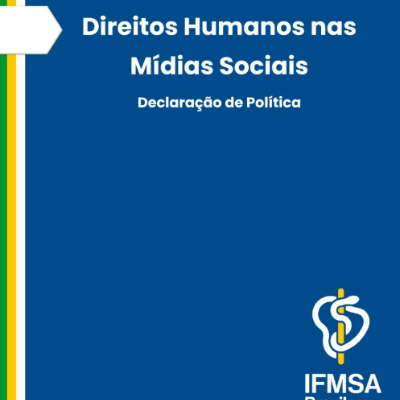 Direitos Humanos nas
Mídias Sociais
Declaração de Política
IFMSA